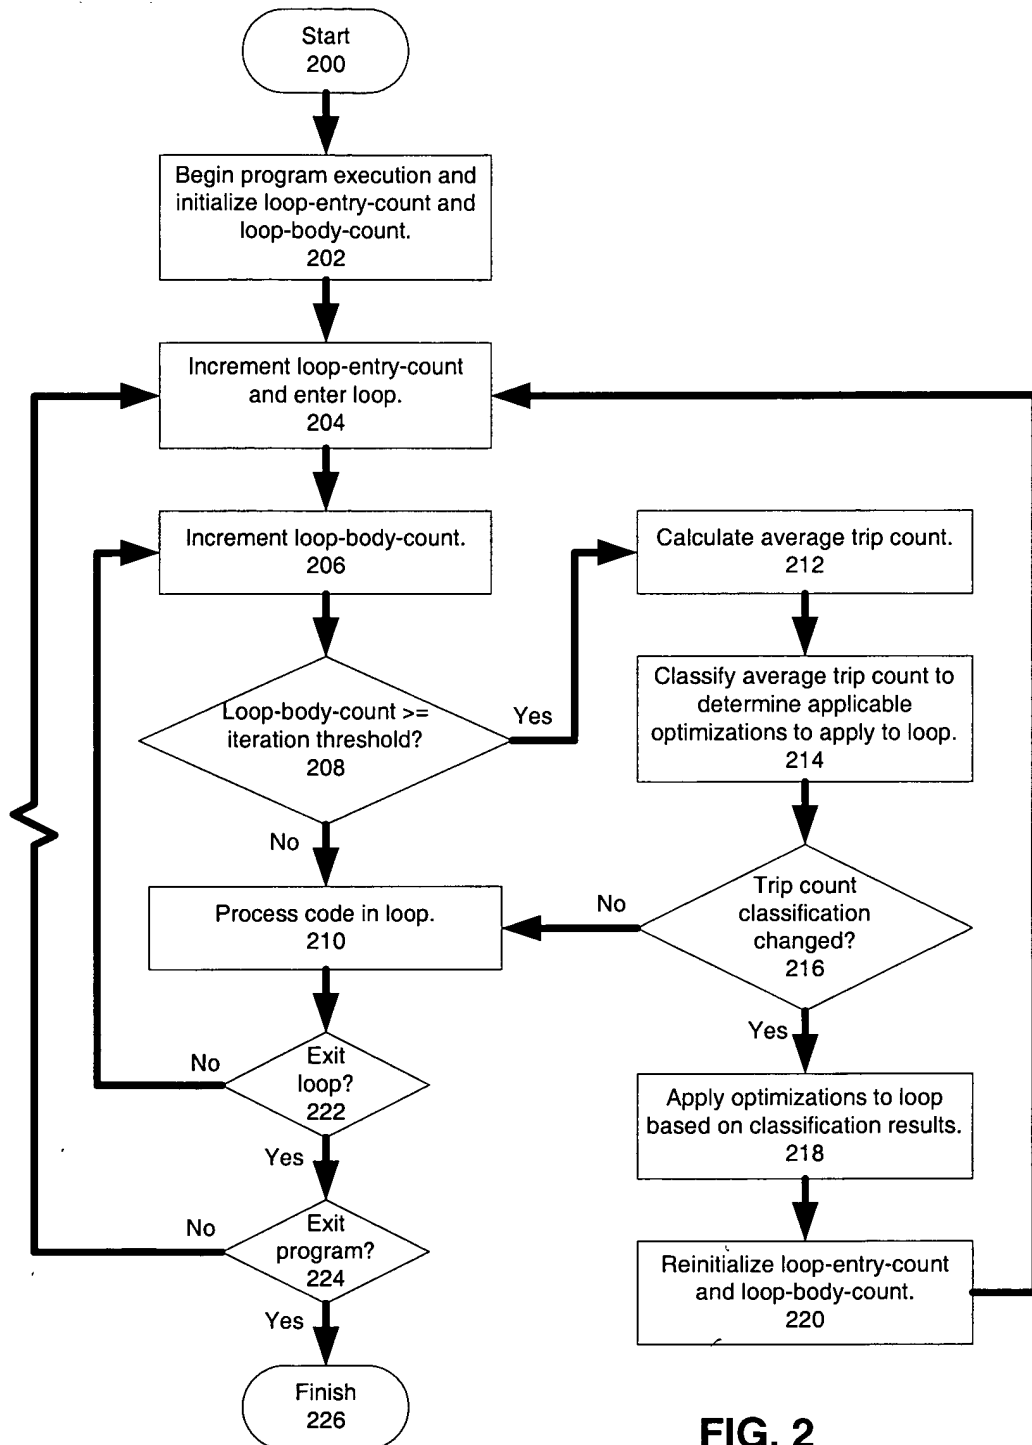 Start
200
Begin program execution and
initialize loop-entry-count and
loop-body-count.
202
Increment loop-entry-count
and enter loop.
204
Increment loop-body-count.
206
Loop-body-count >=
iteration threshold?
208
Yes
No
Calculate average trip count.
212
Classify average trip count to
determine applicable
optimizations to apply to loop.
214
Trip count
classification
changed?
216
No
Yes
Process code in loop.
210
Exit
loop?
222
No
Yes
Apply optimizations to loop
based on classification results.
218
Exit
program?
224
No
Yes
Reinitialize loop-entry-count
and loop-body-count.
220
Finish
226
FIG. 2